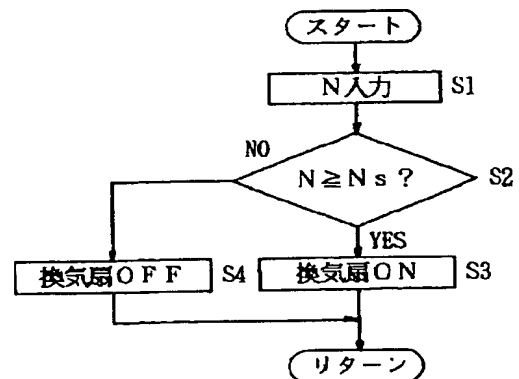 スタート
N入力 S1
NO
N≧Ns? S2
YES
換気扇OFF S4 換気扇ON S3
リターン